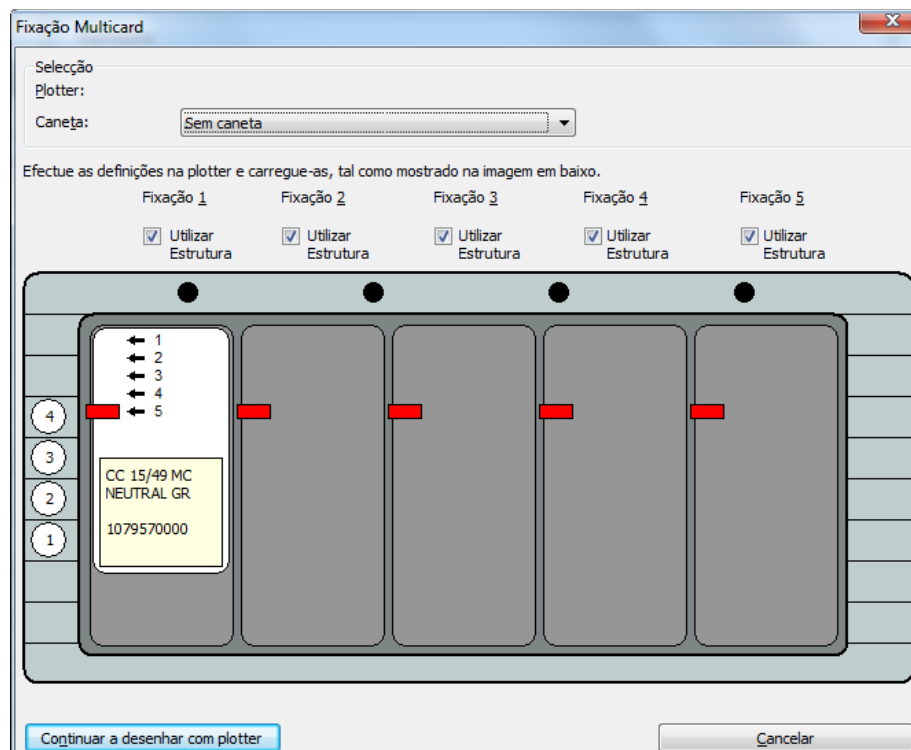 Fixação Multicard
Selecção
Plotter:
Caneta:
Sem caneta
Efectue as definições na plotter e carregue-as, tal como mostrado na imagem em baixo.
Fixação 1 Fixação 2 Fixação 3 Fixação 4 Fixação 5
Utilizar Utilizar Utilizar Utilizar Utilizar
Estrutura Estrutura Estrutura Estrutura Estrutura
1
2
3
4
5
4
3
2
1
CC 15/49 MC
NEUTRAL GR
1079570000
Continuar a desenhar com plotter Cancelar